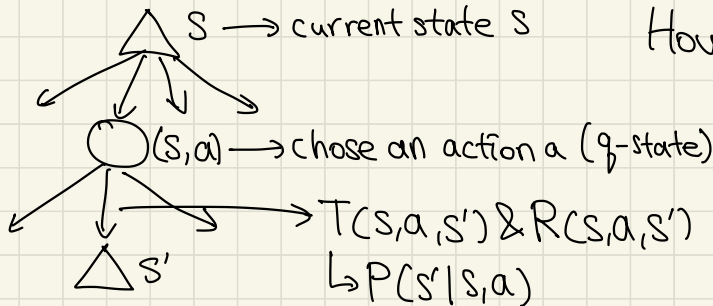 S → current state S
How
(s,a) → chose an action a (q-state)
T(s,a,s') & R(s,a,s')
↳ P(s'|s,a)
S'